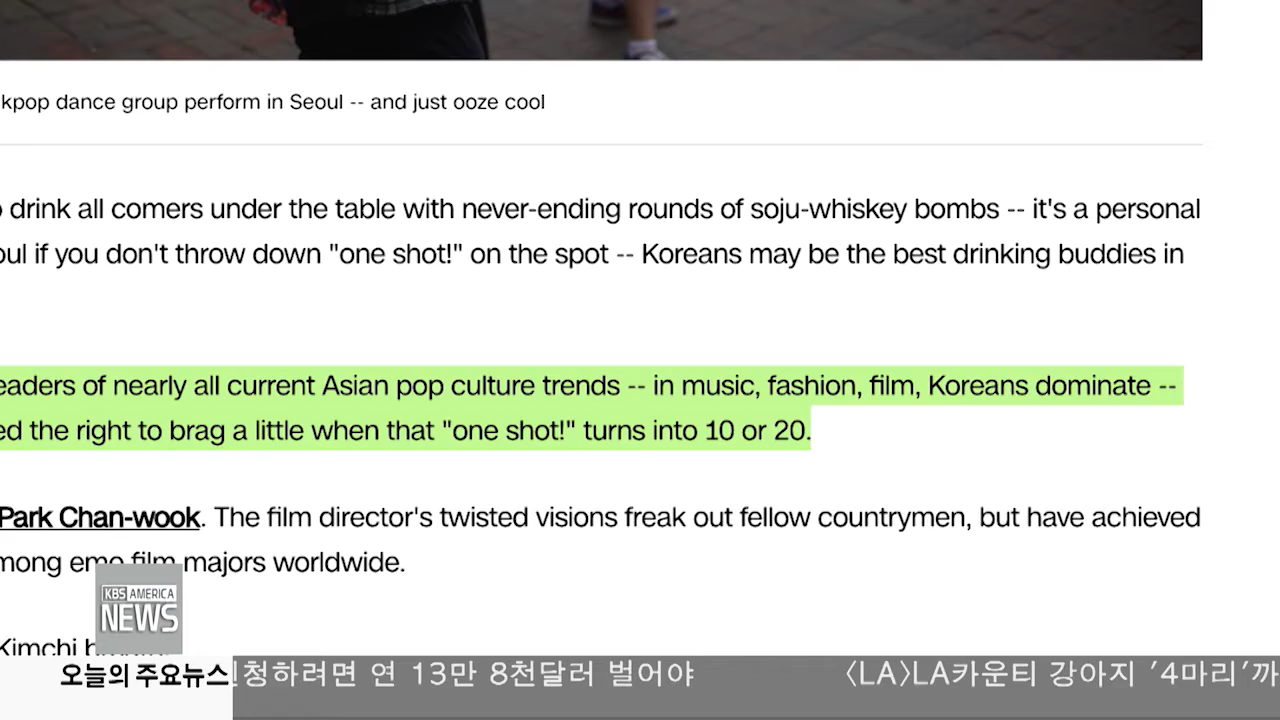 kpop dance group perform in Seoul -- and just ooze cool
drink all comers under the table with never-ending rounds of soju-whiskey bombs -- it's a personal
if you don't throw down "one shot!" on the spot -- Koreans may be the best drinking buddies in
eaders of nearly all current Asian pop culture trends -- in music, fashion, film, Koreans dominate --
ed the right to brag a little when that "one shot!" turns into 10 or 20.
Park Chan-wook. The film director's twisted visions freak out fellow countrymen, but have achieved
mong emo film majors worldwide.
KBS AMERICA
NEWS
Kimchi
오늘의 주요뉴스
청하려면 연 13만 8천달러 벌어야 〈LA〉LA카운티 강아지 '4마리'까